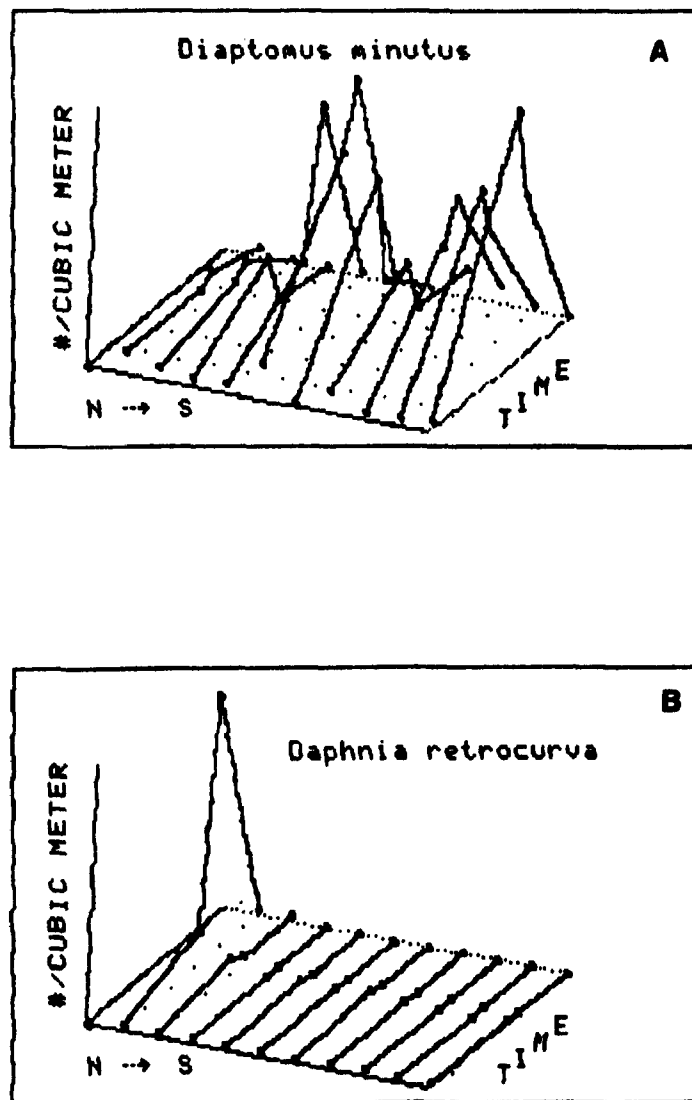 Diaptomus minutus
A
#/CUBIC METER
N --> S
TIME
B
Daphnia retrocurva
#/CUBIC METER
N --> S
TIME